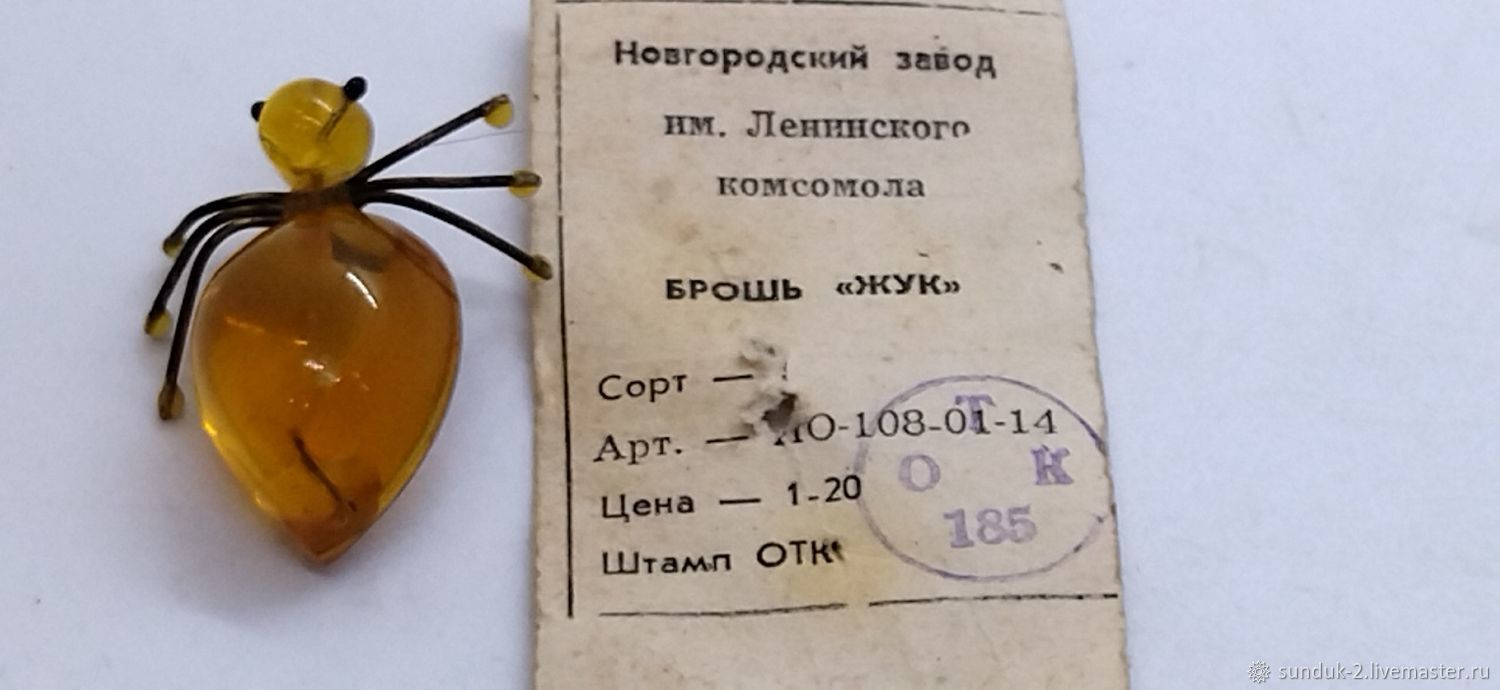 Новгородский завод
им. Ленинского
комсомола
БРОШЬ «ЖУК»
Сорт —
Арт. — ЛО-108-01-14
Цена — 1-20
Штамп ОТК
Т
О К
185
sunduk-2.livemaster.ru